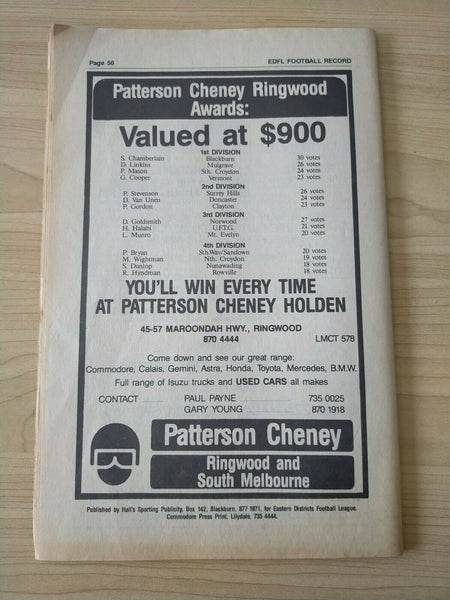 Page 56 EDFL FOOTBALL RECORD
Patterson Cheney Ringwood
Awards:
Valued at $900
1st DIVISION
S. Chamberlain Blackburn 30 votes
D. Linkins Mulgrave 26 votes
P. Mason Sth. Croydon 24 votes
G. Cooper Vermont 23 votes
2nd DIVISION
P. Stevenson Surrey Hills 26 votes
D. Van Unen Doncaster 24 votes
P. Gordon Clayton 23 votes
3rd DIVISION
D. Goldsmith Norwood 27 votes
H. Halabi U.F.T.G. 21 votes
L. Munro Mt. Evelyn 20 votes
4th DIVISION
P. Bryan Sth.Wav/Sandown 20 votes
M. Wightman Nth. Croydon 19 votes
S. Dunlop Nunawading 18 votes
R. Hyndman Rowville 18 votes
YOU'LL WIN EVERY TIME
AT PATTERSON CHENEY HOLDEN
45-57 MAROONDAH HWY., RINGWOOD
870 4444 LMCT 578
Come down and see our great range:
Commodore, Calais, Gemini, Astra, Honda, Toyota, Mercedes, B.M.W.
Full range of Isuzu trucks and USED CARS all makes
CONTACT PAUL PAYNE 735 0025
GARY YOUNG 870 1918
Patterson Cheney
Ringwood and
South Melbourne
Published by Hall's Sporting Publicity, Box 142, Blackburn, 877 1871, for Eastern Districts Football League.
Commodore Press Print, Lilydale. 735 4444.